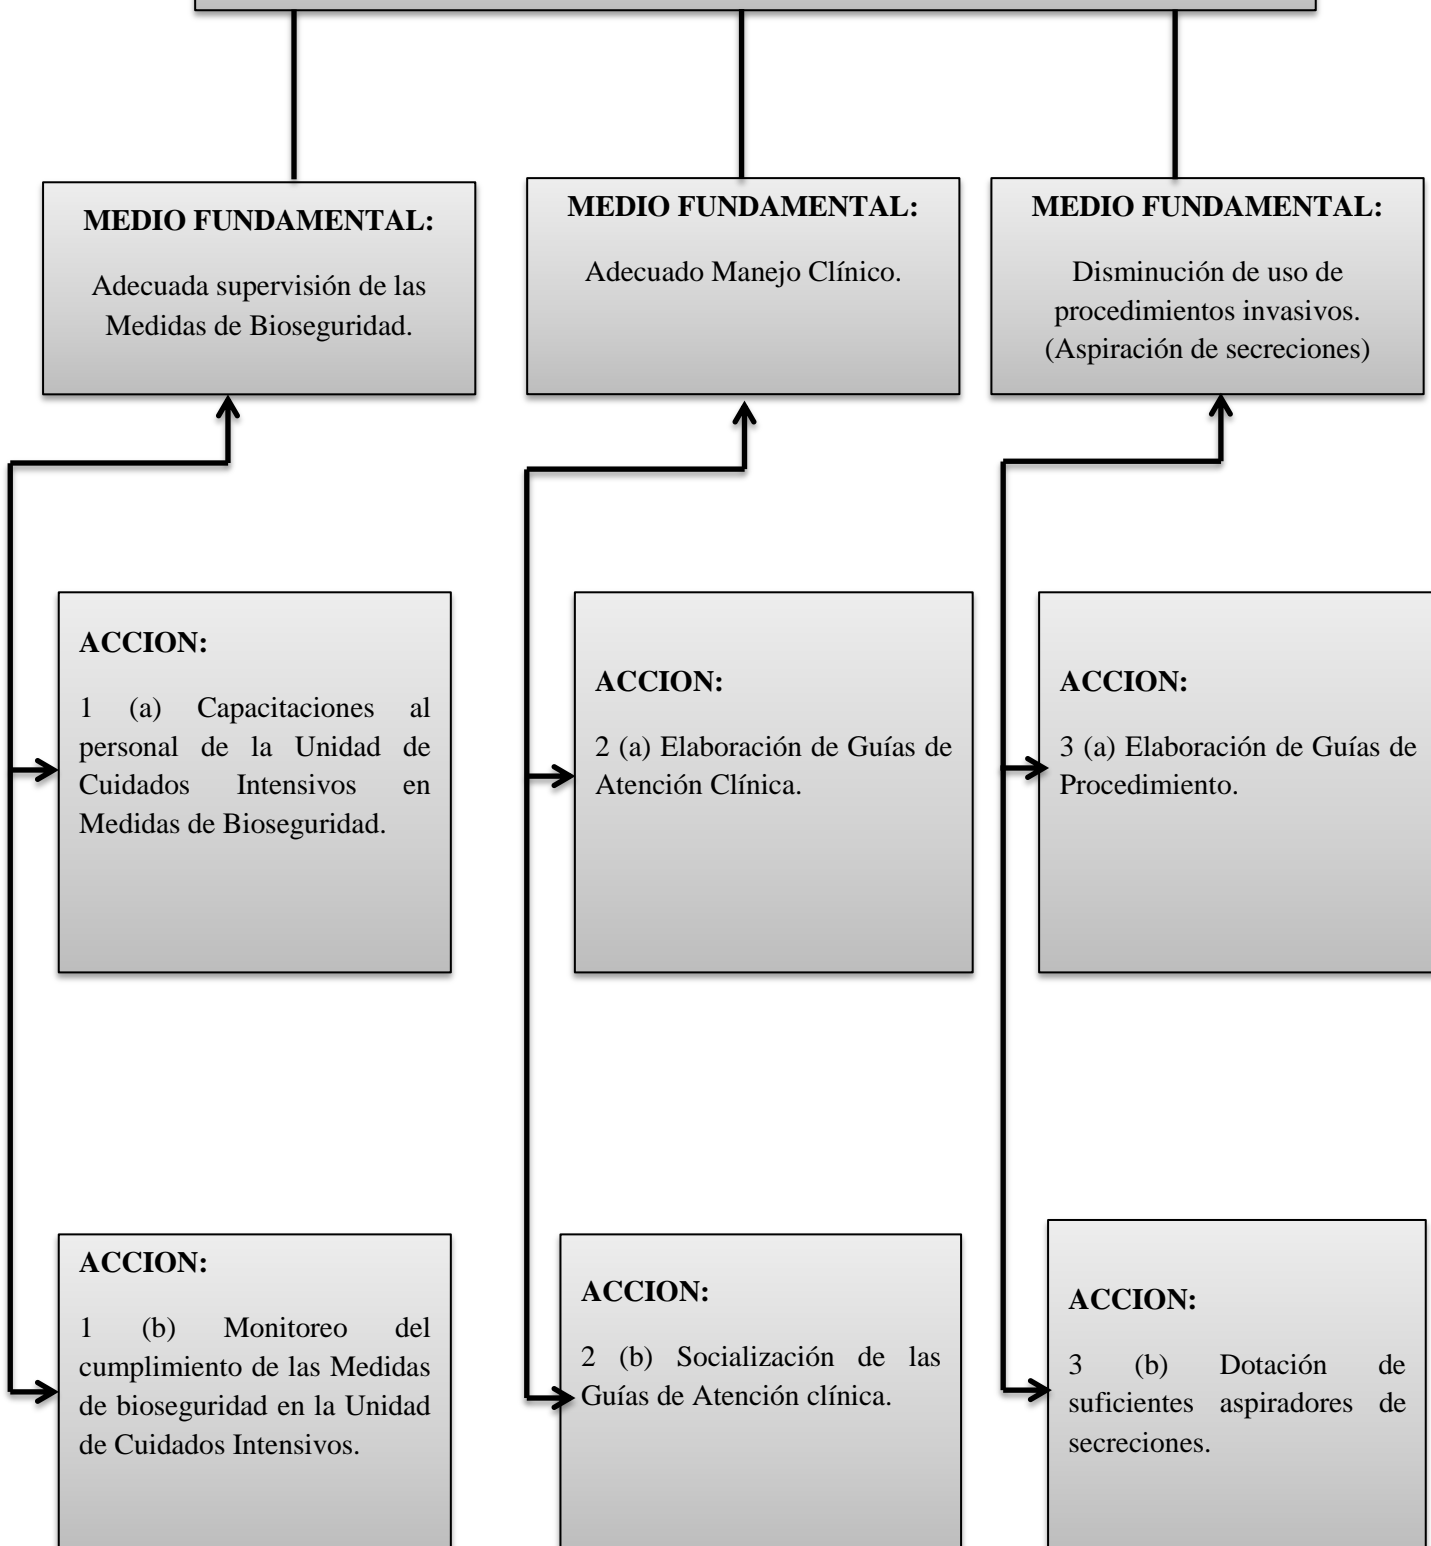 MEDIO FUNDAMENTAL:
Adecuada supervisión de las
Medidas de Bioseguridad.
MEDIO FUNDAMENTAL:
Adecuado Manejo Clínico.
MEDIO FUNDAMENTAL:
Disminución de uso de
procedimientos invasivos.
(Aspiración de secreciones)
ACCION:
1 (a) Capacitaciones al
personal de la Unidad de
Cuidados Intensivos en
Medidas de Bioseguridad.
ACCION:
2 (a) Elaboración de Guías de
Atención Clínica.
ACCION:
3 (a) Elaboración de Guías de
Procedimiento.
ACCION:
1 (b) Monitoreo del
cumplimiento de las Medidas
de bioseguridad en la Unidad
de Cuidados Intensivos.
ACCION:
2 (b) Socialización de las
Guías de Atención clínica.
ACCION:
3 (b) Dotación de
suficientes aspiradores de
secreciones.